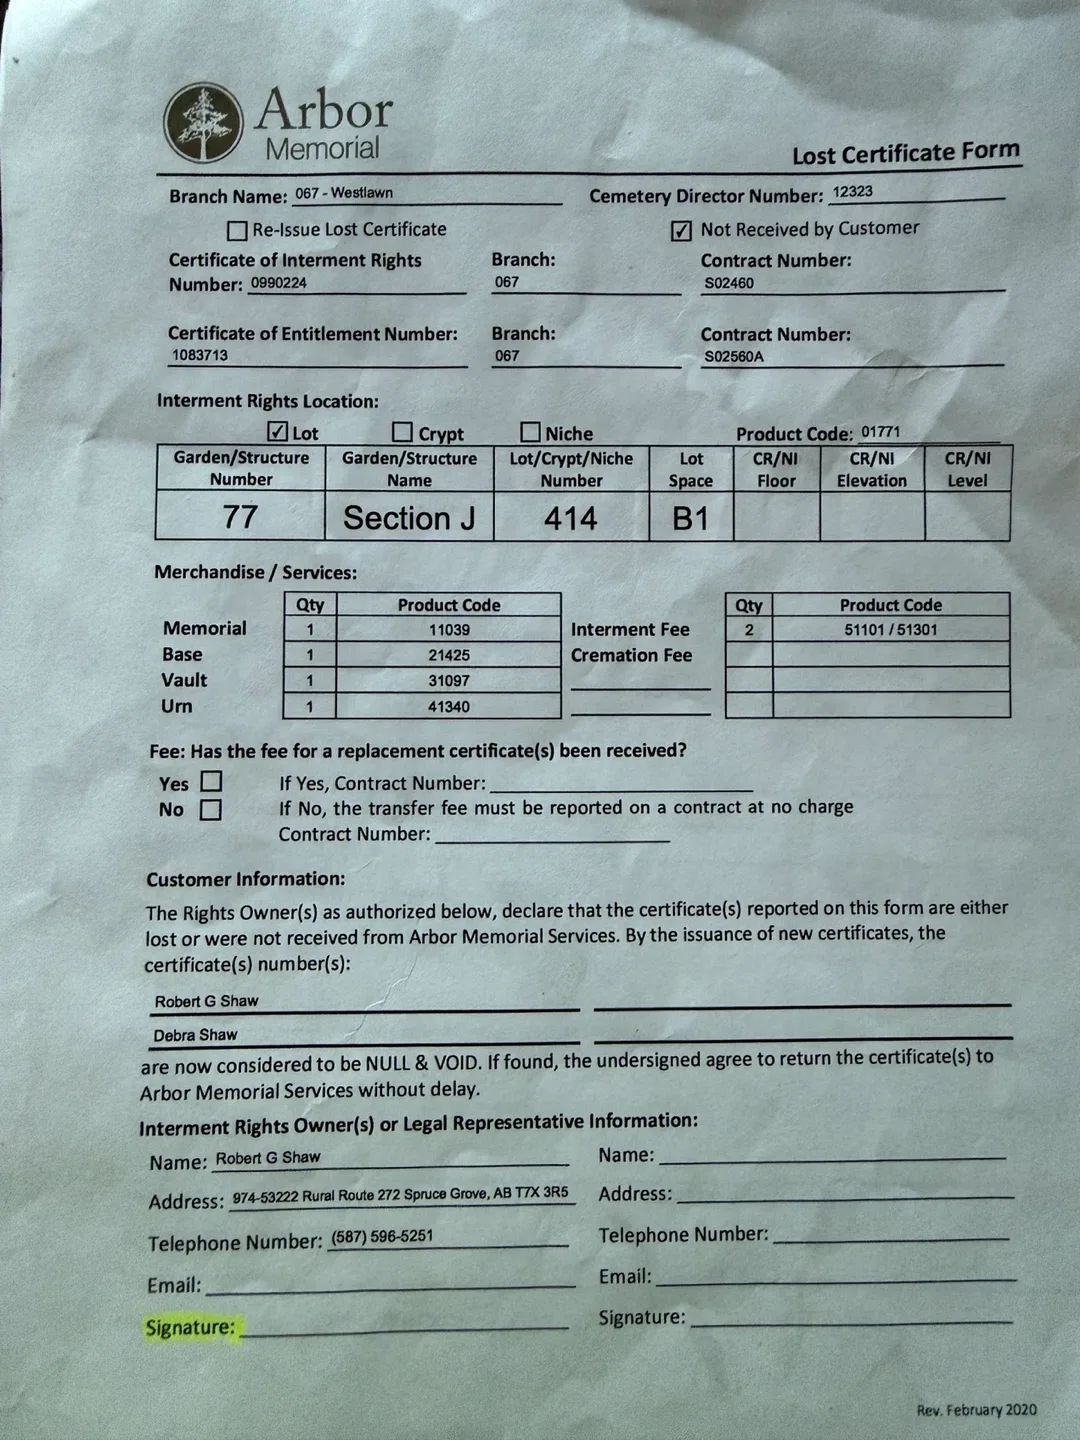 Arbor
Memorial
Lost Certificate Form
Branch Name: 067 - Westlawn Cemetery Director Number: 12323
☐ Re-Issue Lost Certificate ☑ Not Received by Customer
Certificate of Interment Rights Branch: Contract Number:
Number: 0990224 067 S02460
Certificate of Entitlement Number: Branch: Contract Number:
1083713 067 S02560A
Interment Rights Location:
☑ Lot ☐ Crypt ☐ Niche Product Code: 01771
Garden/Structure Garden/Structure Lot/Crypt/Niche Lot CR/NI CR/NI CR/NI
Number Name Number Space Floor Elevation Level
77 Section J 414 B1
Merchandise / Services:
Qty Product Code Qty Product Code
Memorial 1 11039 Interment Fee 2 51101 / 51301
Base 1 21425 Cremation Fee
Vault 1 31097
Urn 1 41340
Fee: Has the fee for a replacement certificate(s) been received?
Yes ☐ If Yes, Contract Number:
No ☐ If No, the transfer fee must be reported on a contract at no charge
Contract Number:
Customer Information:
The Rights Owner(s) as authorized below, declare that the certificate(s) reported on this form are either
lost or were not received from Arbor Memorial Services. By the issuance of new certificates, the
certificate(s) number(s):
Robert G Shaw
Debra Shaw
are now considered to be NULL & VOID. If found, the undersigned agree to return the certificate(s) to
Arbor Memorial Services without delay.
Interment Rights Owner(s) or Legal Representative Information:
Name: Robert G Shaw Name:
Address: 974-53222 Rural Route 272 Spruce Grove, AB T7X 3R5 Address:
Telephone Number: (587) 596-5251 Telephone Number:
Email: Email:
Signature: Signature:
Rev. February 2020